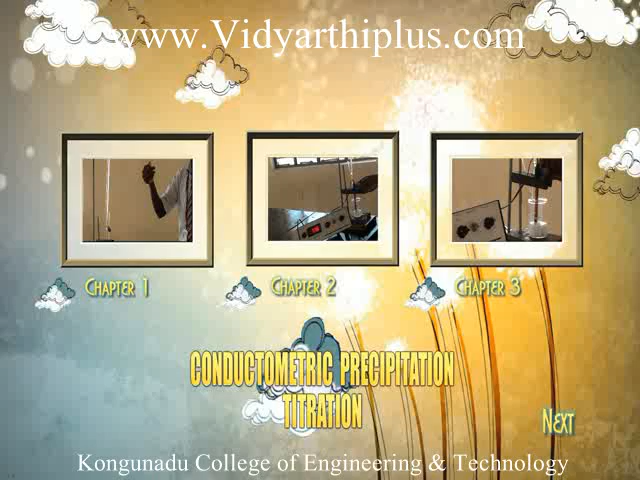 www.Vidyarthiplus.com
Chapter 1
Chapter 2
Chapter 3
CONDUCTOMETRIC PRECIPITATION
TITRATION
Next
Kongunadu College of Engineering & Technology